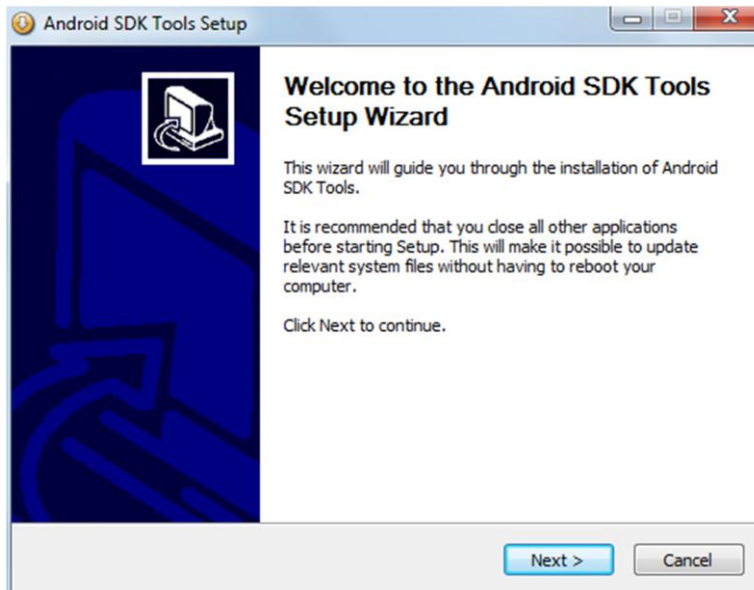 Android SDK Tools Setup
Welcome to the Android SDK Tools
Setup Wizard
This wizard will guide you through the installation of Android
SDK Tools.
It is recommended that you close all other applications
before starting Setup. This will make it possible to update
relevant system files without having to reboot your
computer.
Click Next to continue.
Next >
Cancel